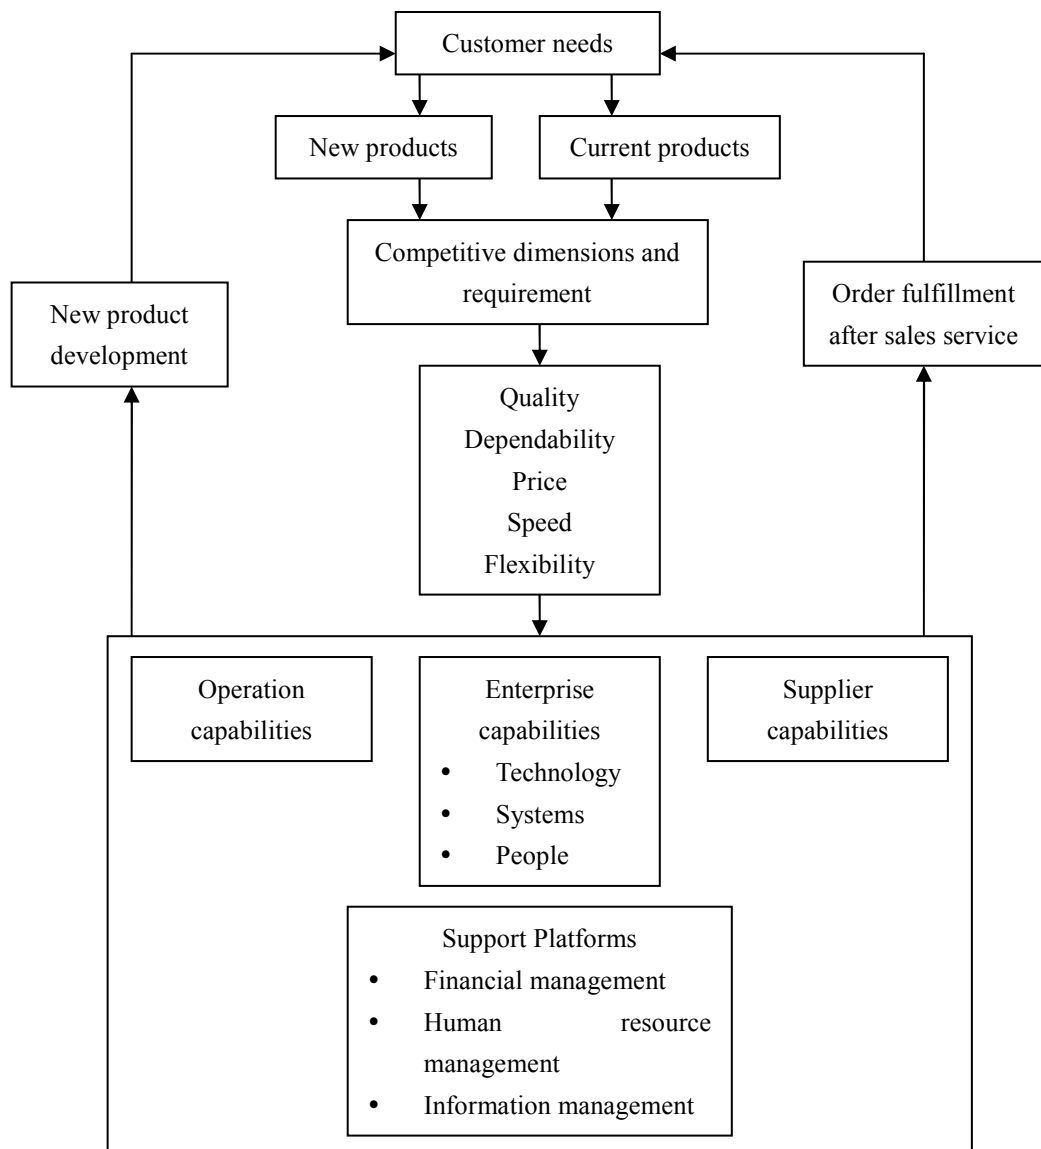 Customer needs
New products
Current products
Competitive dimensions and
requirement
New product
development
Order fulfillment
after sales service
Quality
Dependability
Price
Speed
Flexibility
Operation
capabilities
Enterprise
capabilities
• Technology
• Systems
• People
Supplier
capabilities
Support Platforms
• Financial management
• Human resource
management
• Information management